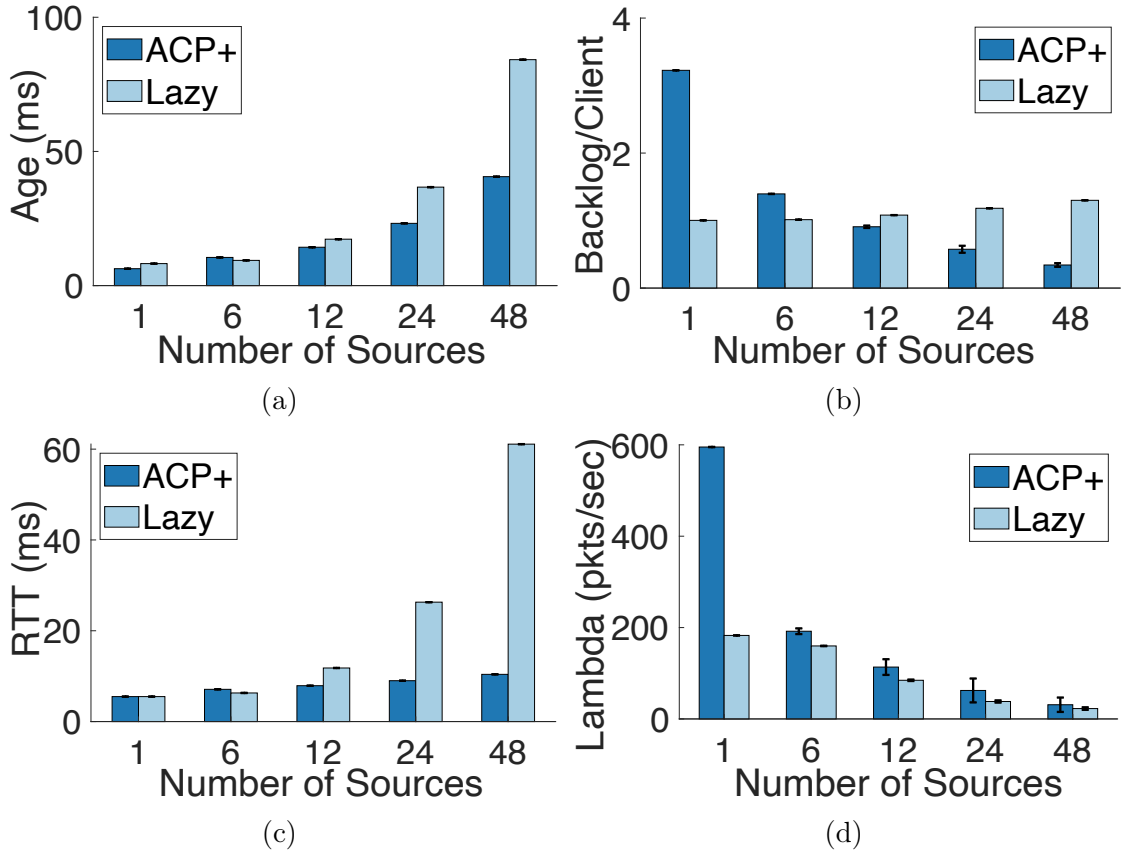 100
50
0
Age (ms)
ACP+
Lazy
1 6 12 24 48
Number of Sources
(a)
4
2
0
Backlog/Client
ACP+
Lazy
1 6 12 24 48
Number of Sources
(b)
60
40
20
0
RTT (ms)
ACP+
Lazy
1 6 12 24 48
Number of Sources
(c)
600
400
200
0
Lambda (pkts/sec)
ACP+
Lazy
1 6 12 24 48
Number of Sources
(d)